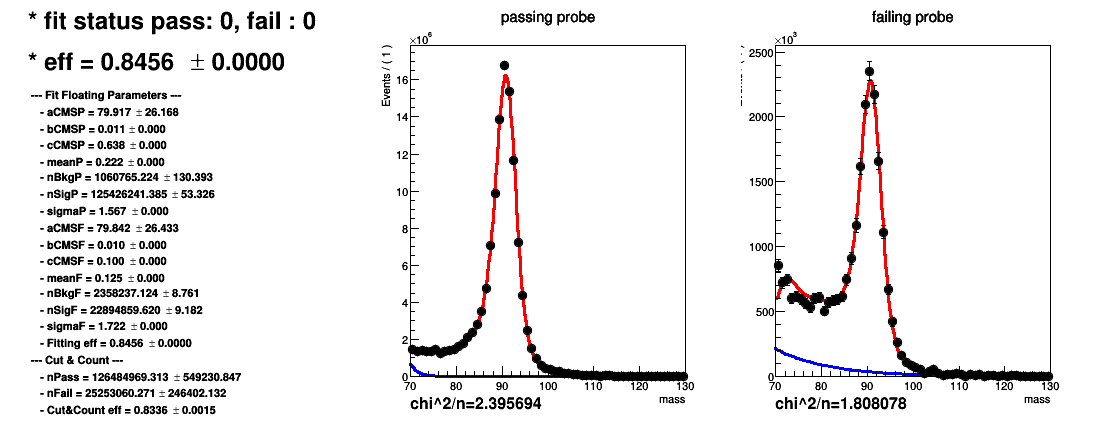 * fit status pass: 0, fail : 0
* eff = 0.8456 ± 0.0000
--- Fit Floating Parameters ---
- aCMSP = 79.917 ± 26.168
- bCMSP = 0.011 ± 0.000
- cCMSP = 0.638 ± 0.000
- meanP = 0.222 ± 0.000
- nBkgP = 1060765.224 ± 130.393
- nSigP = 125426241.385 ± 53.326
- sigmaP = 1.567 ± 0.000
- aCMSF = 79.842 ± 26.433
- bCMSF = 0.010 ± 0.000
- cCMSF = 0.100 ± 0.000
- meanF = 0.125 ± 0.000
- nBkgF = 2358237.124 ± 8.761
- nSigF = 22894859.620 ± 9.182
- sigmaF = 1.722 ± 0.000
- Fitting eff = 0.8456 ± 0.0000
--- Cut & Count ---
- nPass = 126484969.313 ± 549230.847
- nFail = 25253060.271 ± 246402.132
- Cut&Count eff = 0.8336 ± 0.0015
passing probe
×10⁶
Events / ( 1 )
16
14
12
10
8
6
4
2
0
70 80 90 100 110 120 130
mass
chi^2/n=2.395694
failing probe
×10³
2500
2000
1500
1000
500
0
70 80 90 100 110 120 130
mass
chi^2/n=1.808078